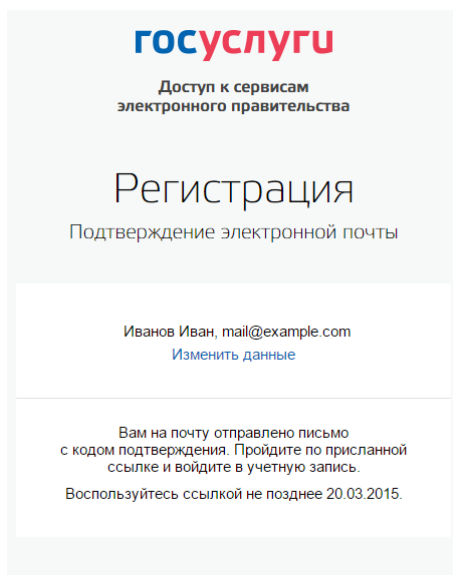 госуслуги
Доступ к сервисам
электронного правительства
Регистрация
Подтверждение электронной почты
Иванов Иван, mail@example.com
Изменить данные
Вам на почту отправлено письмо
с кодом подтверждения. Пройдите по присланной
ссылке и войдите в учетную запись.
Воспользуйтесь ссылкой не позднее 20.03.2015.